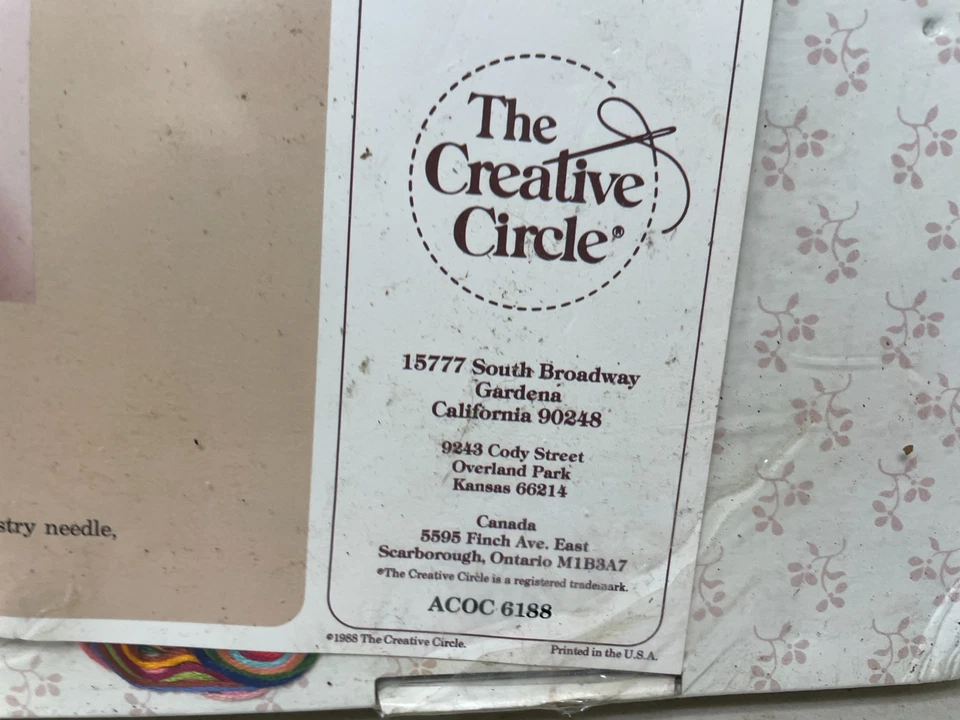 The
Creative
Circle®
15777 South Broadway
Gardena
California 90248
9243 Cody Street
Overland Park
Kansas 66214
Canada
5595 Finch Ave. East
Scarborough, Ontario M1B3A7
®The Creative Circle is a registered trademark.
ACOC 6188
©1988 The Creative Circle.
Printed in the U.S.A.
stry needle,